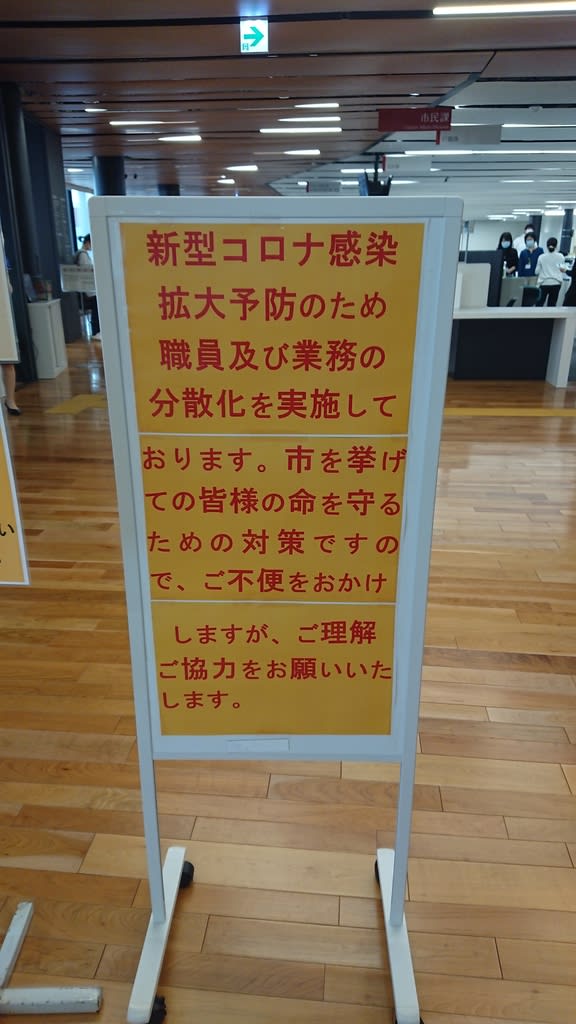 市民課
新型コロナ感染
拡大予防のため
職員及び業務の
分散化を実施して
おります。市を挙げ
ての皆様の命を守る
ための対策ですの
で、ご不便をおかけ
しますが、ご理解
ご協力をお願いいた
します。
い